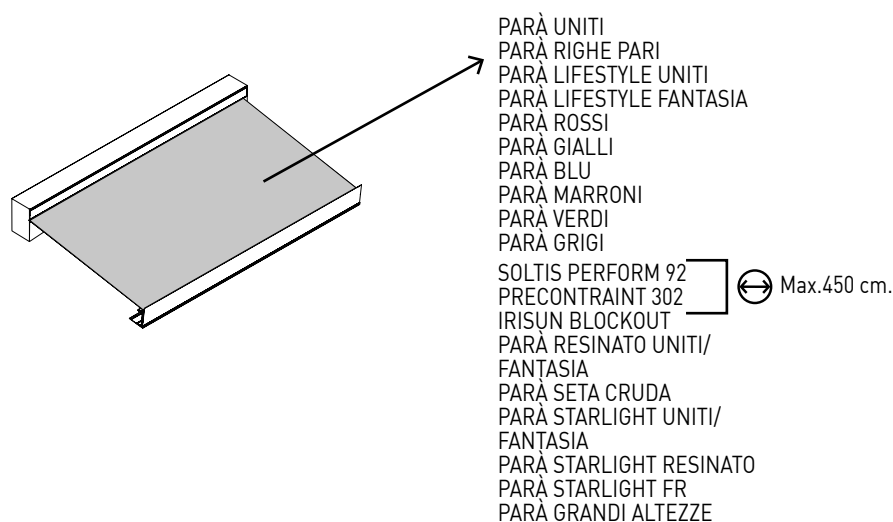 PARÀ UNITI
PARÀ RIGHE PARI
PARÀ LIFESTYLE UNITI
PARÀ LIFESTYLE FANTASIA
PARÀ ROSSI
PARÀ GIALLI
PARÀ BLU
PARÀ MARRONI
PARÀ VERDI
PARÀ GRIGI
SOLTIS PERFORM 92
PRECONTRAINT 302
Max.450 cm.
IRISUN BLOCKOUT
PARÀ RESINATO UNITI/
FANTASIA
PARÀ SETA CRUDA
PARÀ STARLIGHT UNITI/
FANTASIA
PARÀ STARLIGHT RESINATO
PARÀ STARLIGHT FR
PARÀ GRANDI ALTEZZE